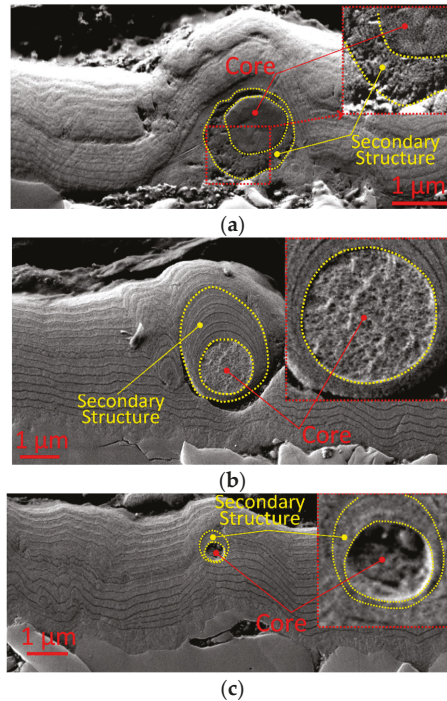 Core
Secondary
Structure
1 μm
(a)
Secondary
Structure
Core
1 μm
(b)
Secondary
Structure
Core
1 μm
(c)